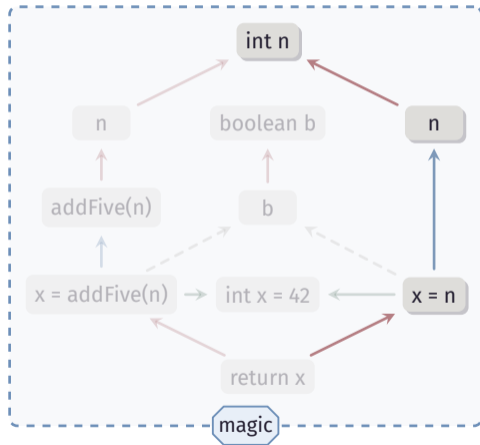 int n
n
boolean b
n
addFive(n)
b
x = addFive(n)
int x = 42
x = n
return x
magic